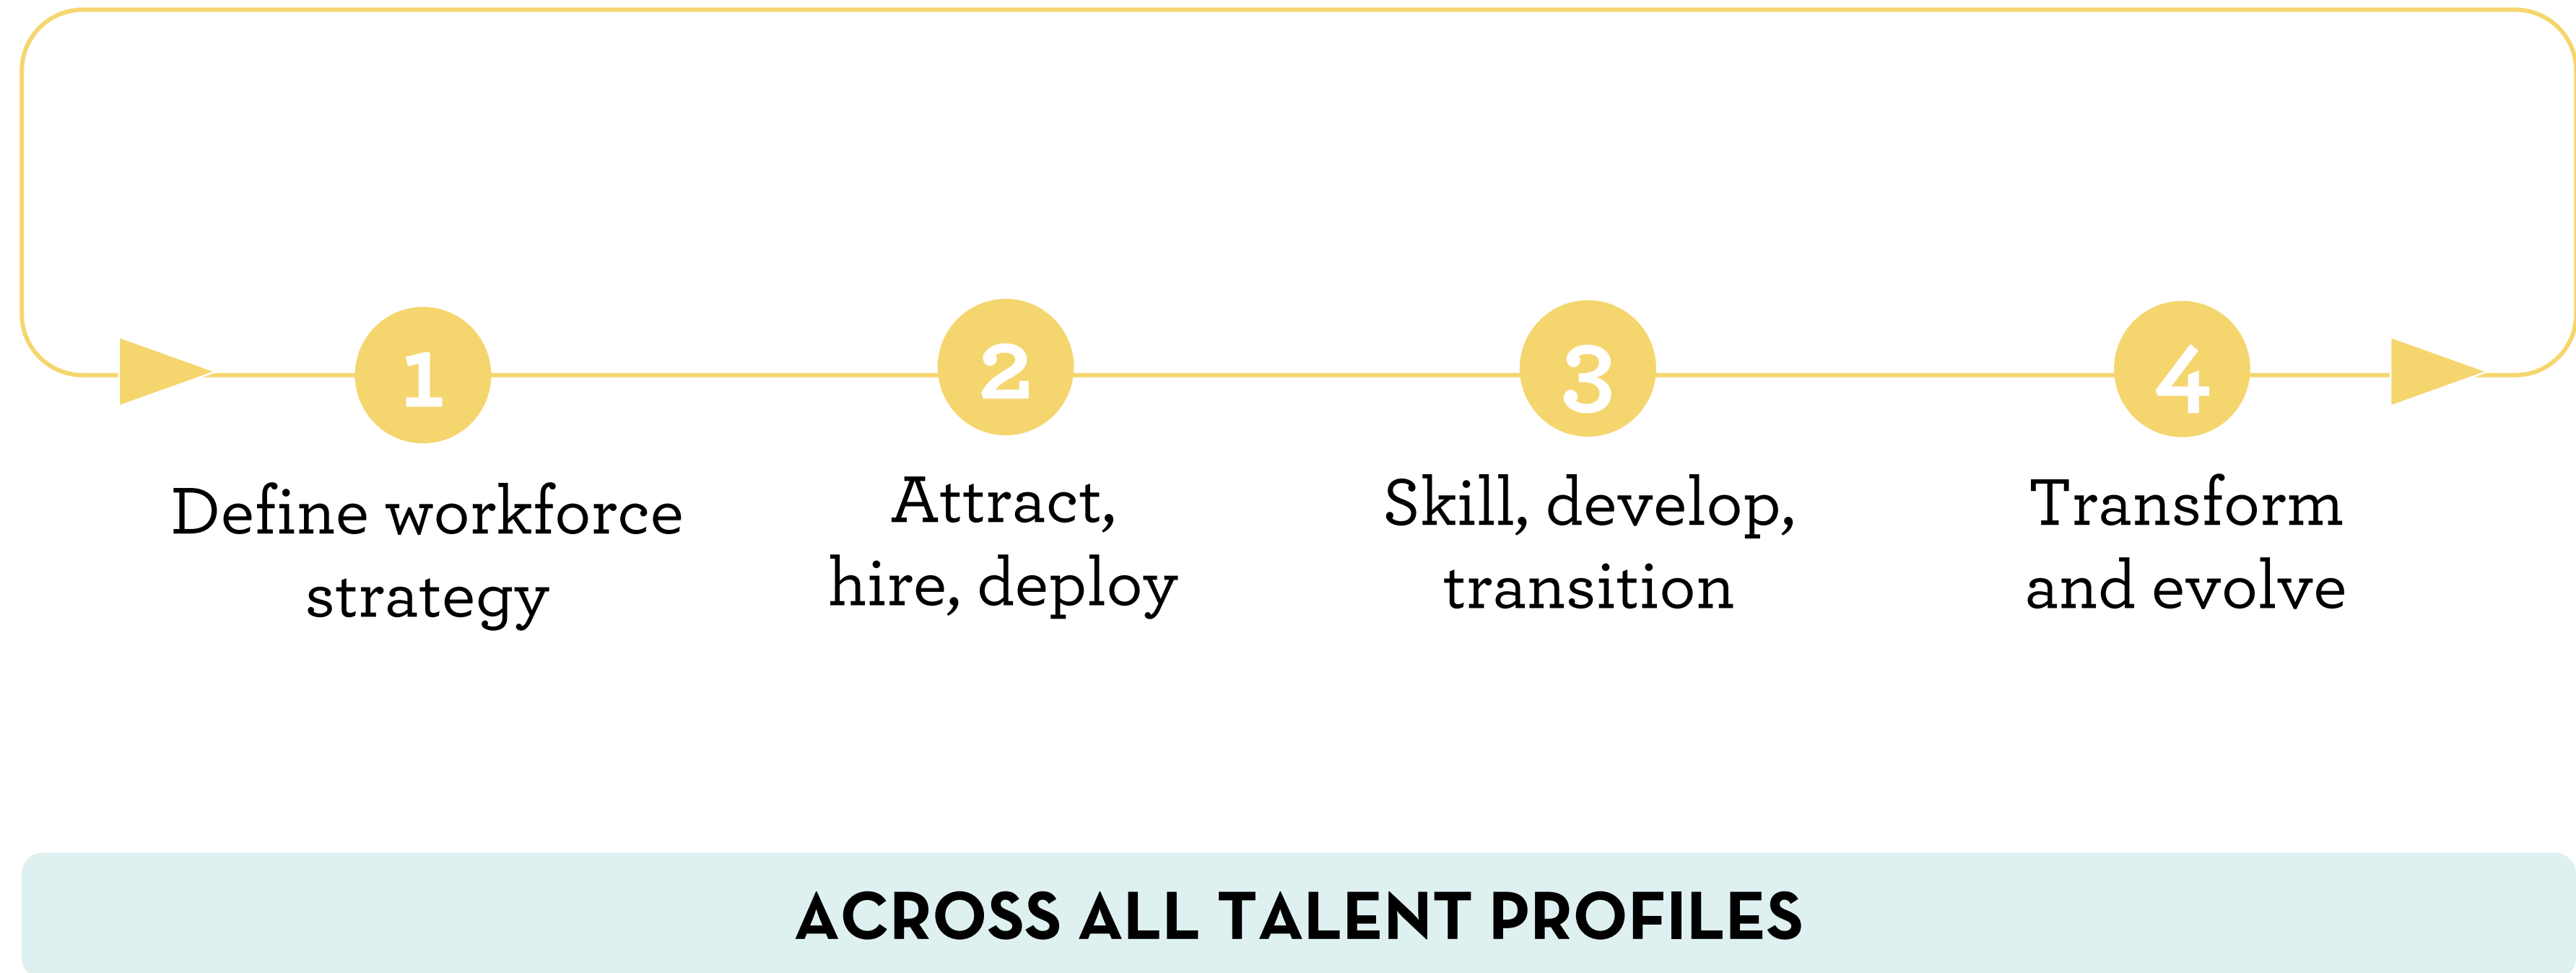 1
Define workforce
strategy
2
Attract,
hire, deploy
3
Skill, develop,
transition
4
Transform
and evolve
ACROSS ALL TALENT PROFILES